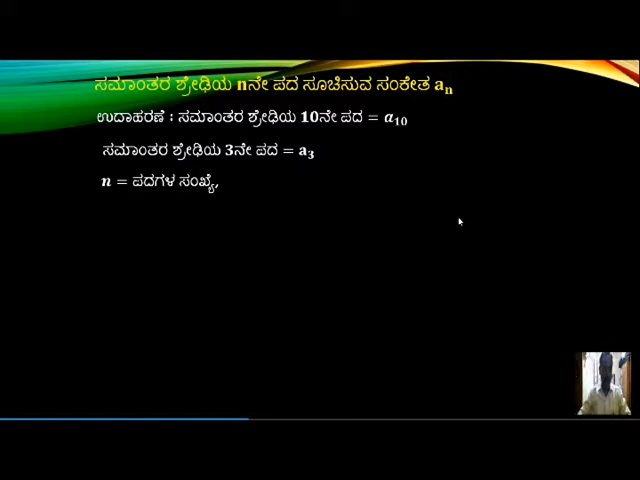 ಸಮಾಂತರ ಶ್ರೇಢಿಯ nನೇ ಪದ ಸೂಚಿಸುವ ಸಂಕೇತ aₙ
ಉದಾಹರಣೆ : ಸಮಾಂತರ ಶ್ರೇಢಿಯ 10ನೇ ಪದ = a₁₀
ಸಮಾಂತರ ಶ್ರೇಢಿಯ 3ನೇ ಪದ = a₃
n = ಪದಗಳ ಸಂಖ್ಯೆ,